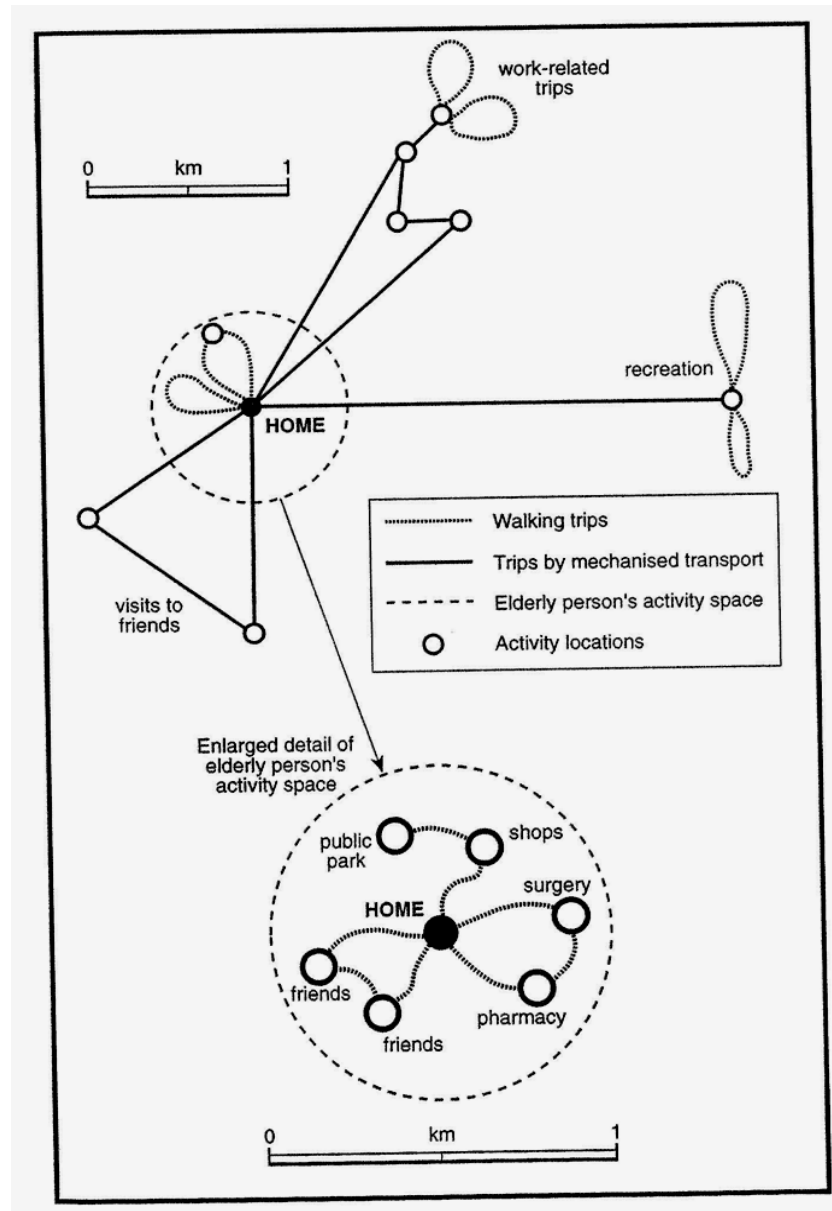 work-related
trips
0 km 1
recreation
HOME
Walking trips
Trips by mechanised transport
Elderly person's activity space
Activity locations
visits to
friends
Enlarged detail of
elderly person's
activity space
public
park
shops
surgery
HOME
friends
pharmacy
friends
0 km 1